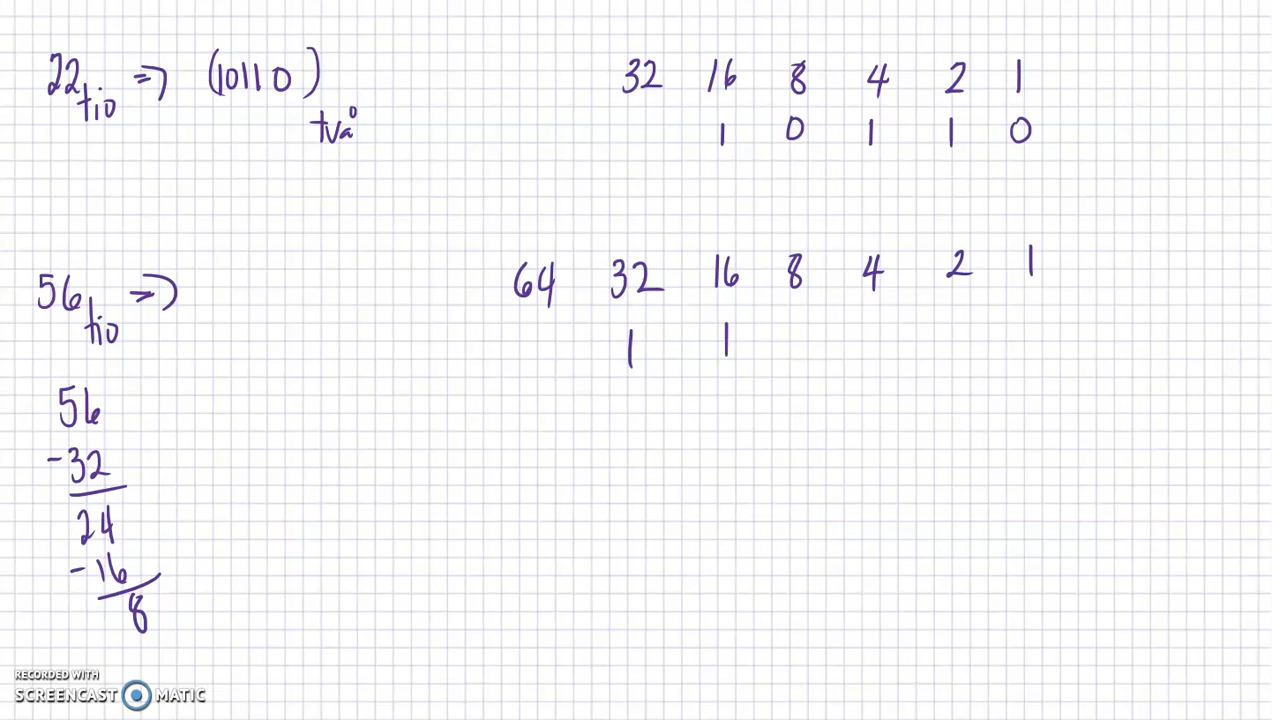 22tio => (10110)två
32 16 8 4 2 1
1 0 1 1 0
56tio =>
64 32 16 8 4 2 1
1 1
56
-32
24
-16
8
RECORDED WITH
SCREENCAST MATIC